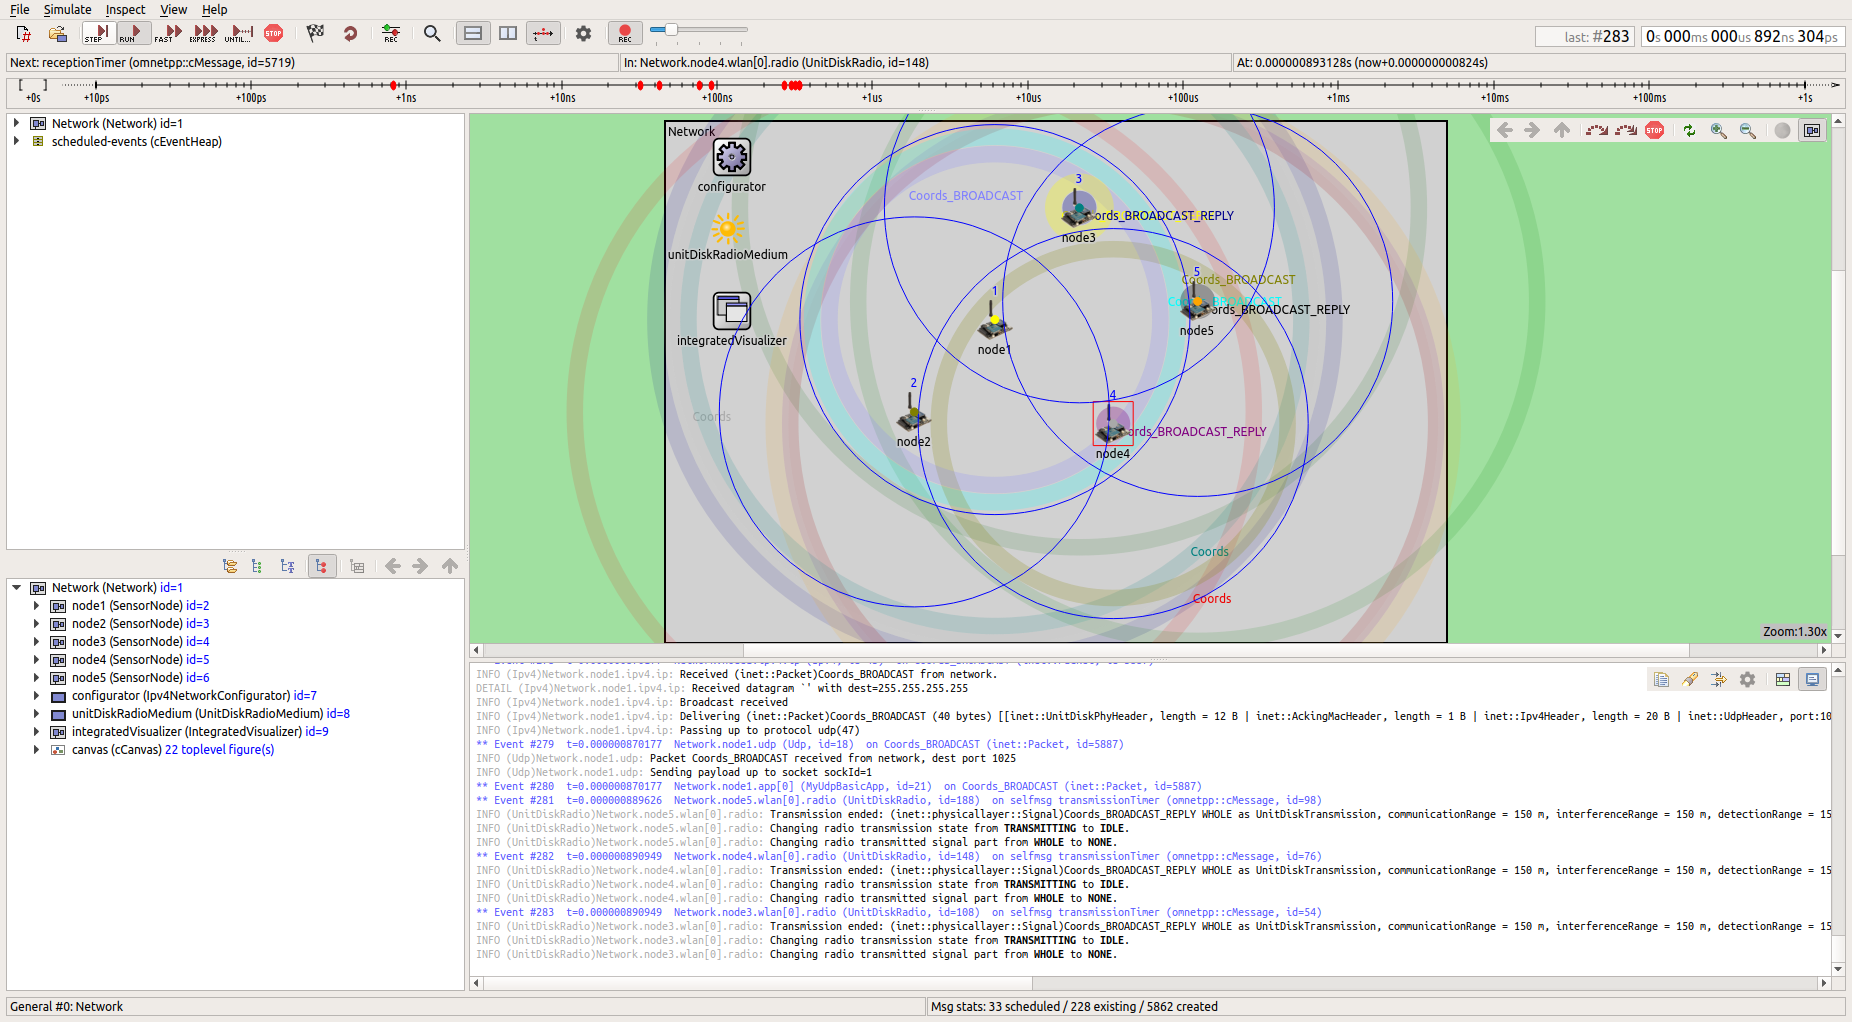 File Simulate Inspect View Help
STEP RUN FAST EXPRESS UNTIL... STOP REC REC
last: #283 0s 000ms 000us 892ns 304ps
Next: receptionTimer (omnetpp::cMessage, id=5719) In: Network.node4.wlan[0].radio (UnitDiskRadio, id=148) At: 0.000000893128s (now+0.000000000824s)
+0s +10ps +100ps +1ns +10ns +100ns +1us +10us +100us +1ms +10ms +100ms +1s
Network (Network) id=1
scheduled-events (cEventHeap)
Network
configurator
unitDiskRadioMedium
integratedVisualizer
Coords_BROADCAST
3
ords_BROADCAST_REPLY
node3
5
Coords_BROADCAST
ords_BROADCAST_REPLY
node5
1
node1
2
node2
4
ords_BROADCAST_REPLY
node4
Coords
Coords
Coords
STOP
Zoom:1.30x
Network (Network) id=1
node1 (SensorNode) id=2
node2 (SensorNode) id=3
node3 (SensorNode) id=4
node4 (SensorNode) id=5
node5 (SensorNode) id=6
configurator (Ipv4NetworkConfigurator) id=7
unitDiskRadioMedium (UnitDiskRadioMedium) id=8
integratedVisualizer (IntegratedVisualizer) id=9
canvas (cCanvas) 22 toplevel figure(s)
INFO (Ipv4)Network.node1.ipv4.ip: Received (inet::Packet)Coords_BROADCAST from network.
DETAIL (Ipv4)Network.node1.ipv4.ip: Received datagram `' with dest=255.255.255.255
INFO (Ipv4)Network.node1.ipv4.ip: Broadcast received
INFO (Ipv4)Network.node1.ipv4.ip: Delivering (inet::Packet)Coords_BROADCAST (40 bytes) [[inet::UnitDiskPhyHeader, length = 12 B | inet::AckingMacHeader, length = 1 B | inet::Ipv4Header, length = 20 B | inet::UdpHeader, port:10
INFO (Ipv4)Network.node1.ipv4.ip: Passing up to protocol udp(47)
** Event #279 t=0.000000870177 Network.node1.udp (Udp, id=18) on Coords_BROADCAST (inet::Packet, id=5887)
INFO (Udp)Network.node1.udp: Packet Coords_BROADCAST received from network, dest port 1025
INFO (Udp)Network.node1.udp: Sending payload up to socket sockId=1
** Event #280 t=0.000000870177 Network.node1.app[0] (MyUdpBasicApp, id=21) on Coords_BROADCAST (inet::Packet, id=5887)
** Event #281 t=0.000000889626 Network.node5.wlan[0].radio (UnitDiskRadio, id=188) on selfmsg transmissionTimer (omnetpp::cMessage, id=98)
INFO (UnitDiskRadio)Network.node5.wlan[0].radio: Transmission ended: (inet::physicallayer::Signal)Coords_BROADCAST_REPLY WHOLE as UnitDiskTransmission, communicationRange = 150 m, interferenceRange = 150 m, detectionRange = 15
INFO (UnitDiskRadio)Network.node5.wlan[0].radio: Changing radio transmission state from TRANSMITTING to IDLE.
INFO (UnitDiskRadio)Network.node5.wlan[0].radio: Changing radio transmitted signal part from WHOLE to NONE.
** Event #282 t=0.000000890949 Network.node4.wlan[0].radio (UnitDiskRadio, id=148) on selfmsg transmissionTimer (omnetpp::cMessage, id=76)
INFO (UnitDiskRadio)Network.node4.wlan[0].radio: Transmission ended: (inet::physicallayer::Signal)Coords_BROADCAST_REPLY WHOLE as UnitDiskTransmission, communicationRange = 150 m, interferenceRange = 150 m, detectionRange = 15
INFO (UnitDiskRadio)Network.node4.wlan[0].radio: Changing radio transmission state from TRANSMITTING to IDLE.
INFO (UnitDiskRadio)Network.node4.wlan[0].radio: Changing radio transmitted signal part from WHOLE to NONE.
** Event #283 t=0.000000890949 Network.node3.wlan[0].radio (UnitDiskRadio, id=108) on selfmsg transmissionTimer (omnetpp::cMessage, id=54)
INFO (UnitDiskRadio)Network.node3.wlan[0].radio: Transmission ended: (inet::physicallayer::Signal)Coords_BROADCAST_REPLY WHOLE as UnitDiskTransmission, communicationRange = 150 m, interferenceRange = 150 m, detectionRange = 15
INFO (UnitDiskRadio)Network.node3.wlan[0].radio: Changing radio transmission state from TRANSMITTING to IDLE.
INFO (UnitDiskRadio)Network.node3.wlan[0].radio: Changing radio transmitted signal part from WHOLE to NONE.
General #0: Network Msg stats: 33 scheduled / 228 existing / 5862 created